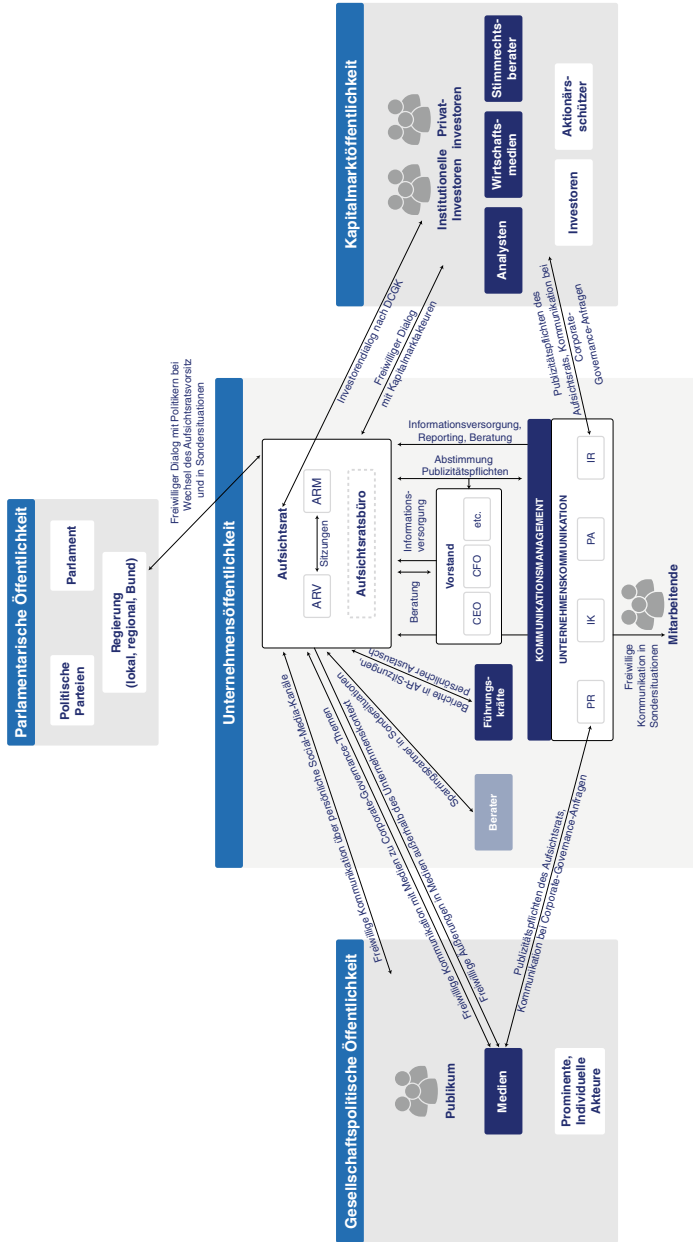 Parlamentarische Öffentlichkeit
Politische
Parteien
Parlament
Regierung
(lokal, regional, Bund)
Freiwilliger Dialog mit Politikern bei
Wechsel des Aufsichtsratsvorsitz
und in Sondersituationen
Gesellschaftspolitische Öffentlichkeit
Publikum
Medien
Prominente,
Individuelle
Akteure
Freiwillige Kommunikation über persönliche Social-Media-Kanäle
Freiwillige Kommunikation mit Medien zu Corporate-Governance-Themen
Freiwillige Äußerungen in Medien außerhalb des Unternehmenskontext
Sparringspartner in Sondersituationen
Berichte in AR-Sitzungen,
persönlicher Austausch
Publizitätspflichten des Aufsichtsrats,
Kommunikation bei Corporate-Governance-Anfragen
Unternehmensöffentlichkeit
Aufsichtsrat
ARV
Sitzungen
ARM
Aufsichtsratsbüro
Beratung
Informations-
versorgung
Abstimmung
Publizitätspflichten
Informationsversorgung,
Reporting, Beratung
Vorstand
CEO
CFO
etc.
Berater
Führungs-
kräfte
KOMMUNIKATIONSMANAGEMENT
UNTERNEHMENSKOMMUNIKATION
PR
IK
PA
IR
Freiwillige
Kommunikation in
Sondersituationen
Mitarbeitende
Investorendialog nach DCGK
Freiwilliger Dialog
mit Kapitalmarktakteuren
Publizitätspflichten des
Aufsichtsrats, Kommunikation bei
Corporate-
Governance-Anfragen
Kapitalmarktöffentlichkeit
Institutionelle
Investoren
Privat-
investoren
Analysten
Wirtschafts-
medien
Stimmrechts-
berater
Investoren
Aktionärs-
schützer